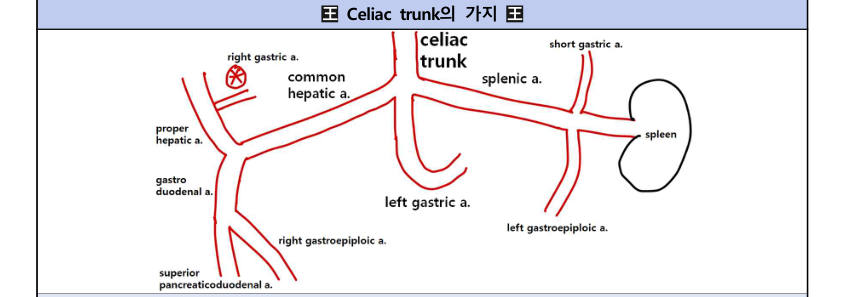 王 Celiac trunk의 가지 王
celiac
trunk
short gastric a.
right gastric a.
common
hepatic a.
splenic a.
proper
hepatic a.
spleen
gastro
duodenal a.
left gastric a.
left gastroepiploic a.
right gastroepiploic a.
superior
pancreaticoduodenal a.